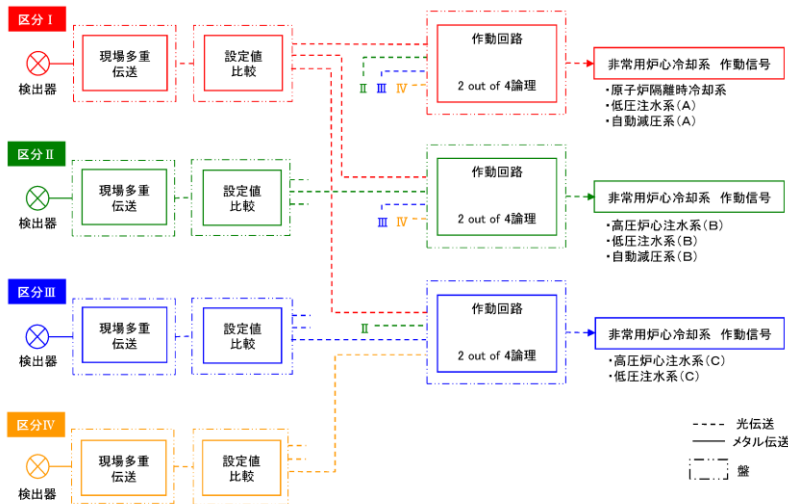 区分Ⅰ
検出器
現場多重
伝送
設定値
比較
Ⅱ Ⅲ Ⅳ
作動回路
2 out of 4論理
非常用炉心冷却系 作動信号
・原子炉隔離時冷却系
・低圧注水系(A)
・自動減圧系(A)
区分Ⅱ
検出器
現場多重
伝送
設定値
比較
Ⅲ Ⅳ
作動回路
2 out of 4論理
非常用炉心冷却系 作動信号
・高圧炉心注水系(B)
・低圧注水系(B)
・自動減圧系(B)
区分Ⅲ
検出器
現場多重
伝送
設定値
比較
Ⅱ
作動回路
2 out of 4論理
非常用炉心冷却系 作動信号
・高圧炉心注水系(C)
・低圧注水系(C)
区分Ⅳ
検出器
現場多重
伝送
設定値
比較
光伝送
メタル伝送
盤